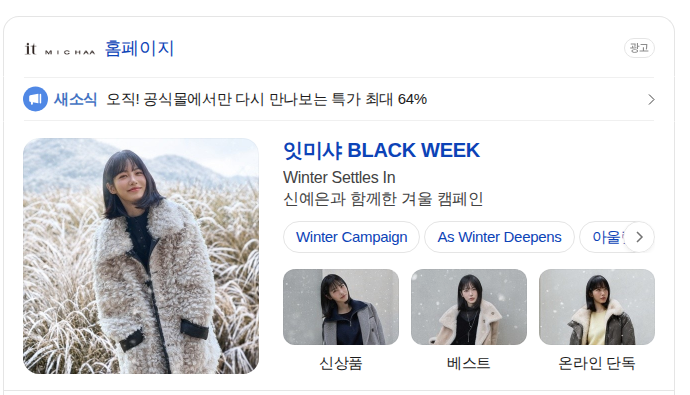 it MICHAA 홈페이지
광고
새소식 오직! 공식몰에서만 다시 만나보는 특가 최대 64%
잇미샤 BLACK WEEK
Winter Settles In
신예은과 함께한 겨울 캠페인
Winter Campaign
As Winter Deepens
신상품
베스트
온라인 단독